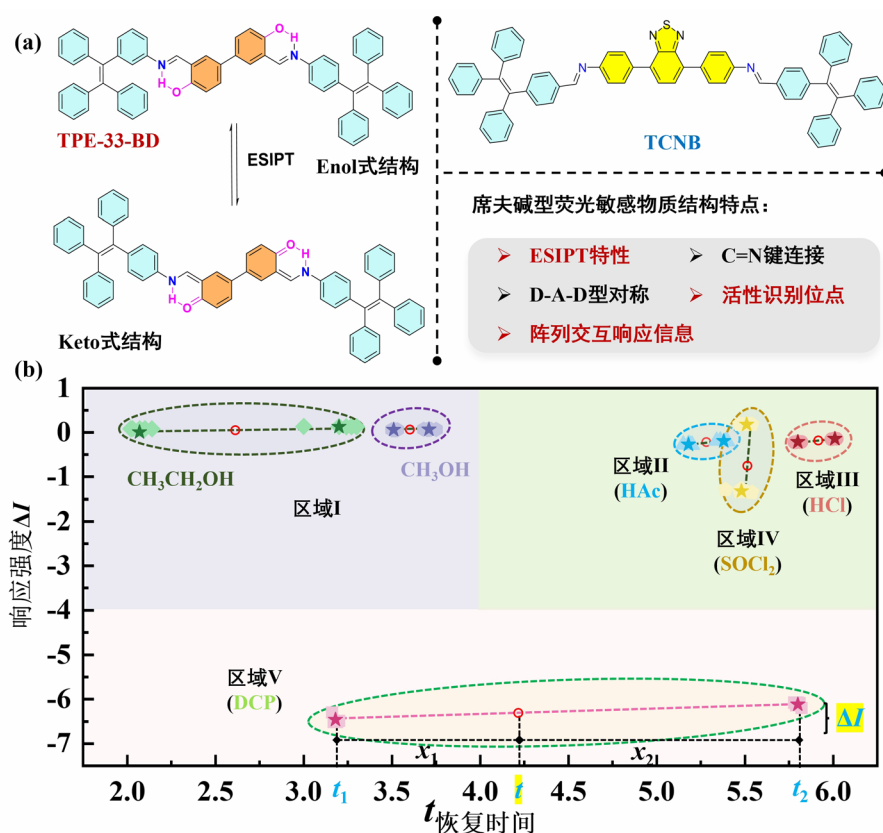 (a)
N
H
O
O
H
N
N
S
N
N
N
TPE-33-BD
ESIPT
Enol式结构
TCNB
N
H
O
O
H
N
Keto式结构
席夫碱型荧光敏感物质结构特点：
➢ ESIPT特性
➢ C=N键连接
➢ D-A-D型对称
➢ 活性识别位点
➢ 阵列交互响应信息
(b)
响应强度ΔI
1
0
-1
-2
-3
-4
-5
-6
-7
CH₃CH₂OH
CH₃OH
区域I
区域II
(HAc)
区域IV
(SOCl₂)
区域III
(HCl)
区域V
(DCP)
ΔI
x₁
x₂
t₁
t
t₂
2.0 2.5 3.0 3.5 4.0 4.5 5.0 5.5 6.0
t恢复时间